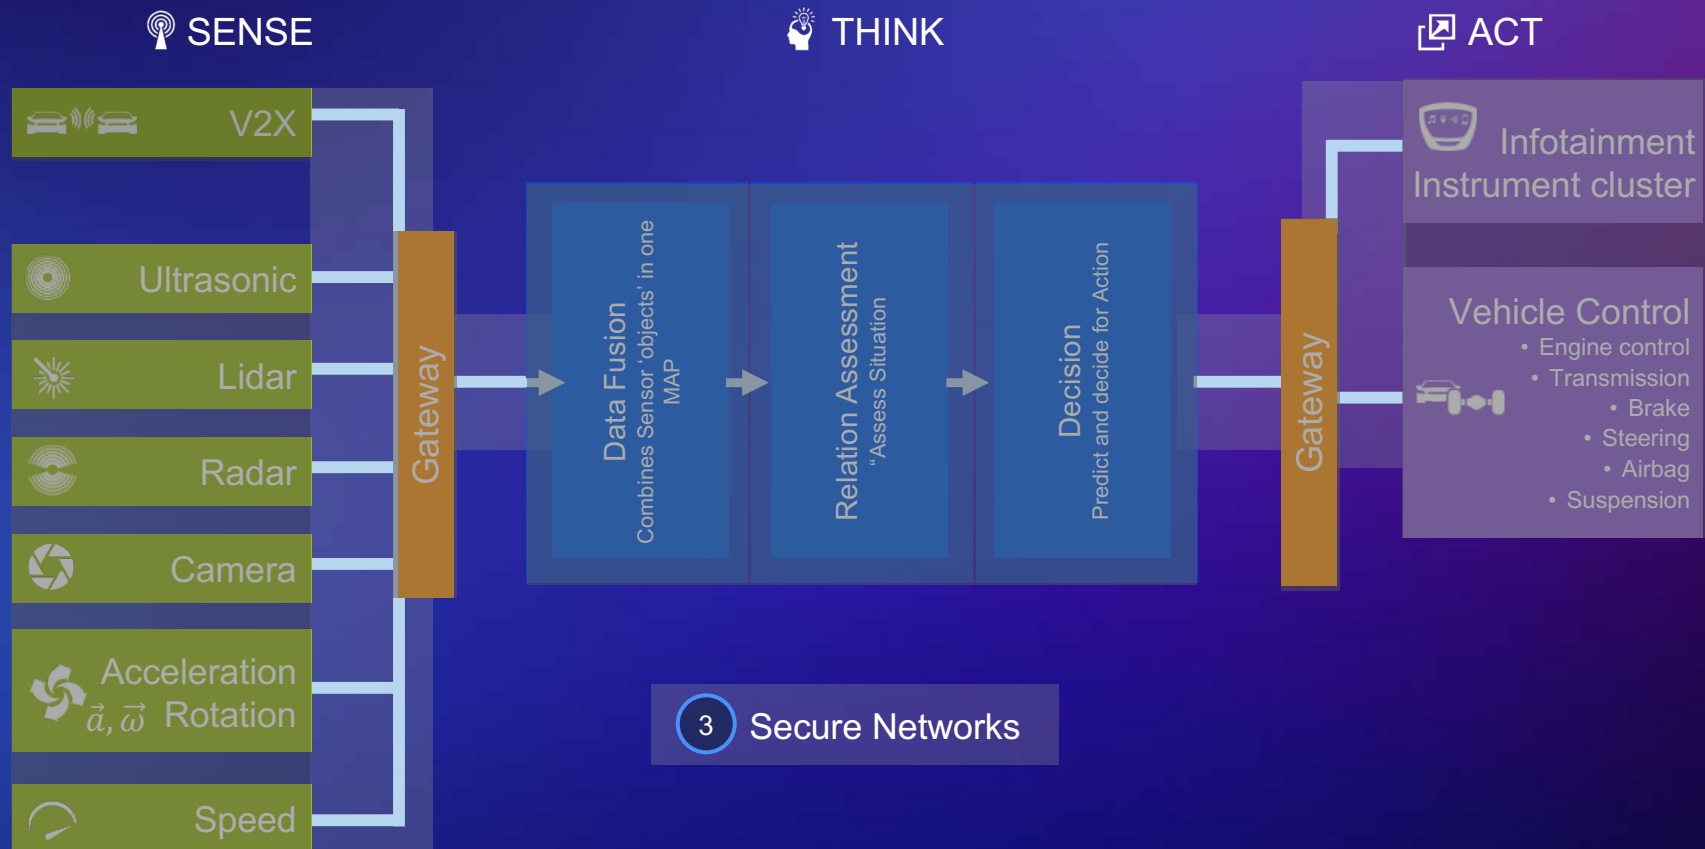 SENSE
THINK
ACT
V2X
Ultrasonic
Lidar
Radar
Camera
Acceleration
a⃗, ω⃗ Rotation
Speed
Gateway
Data Fusion
Combines Sensor ‘objects’ in one
MAP
Relation Assessment
“Assess Situation
Decision
Predict and decide for Action
3 Secure Networks
Gateway
Infotainment
Instrument cluster
Vehicle Control
• Engine control
• Transmission
• Brake
• Steering
• Airbag
• Suspension